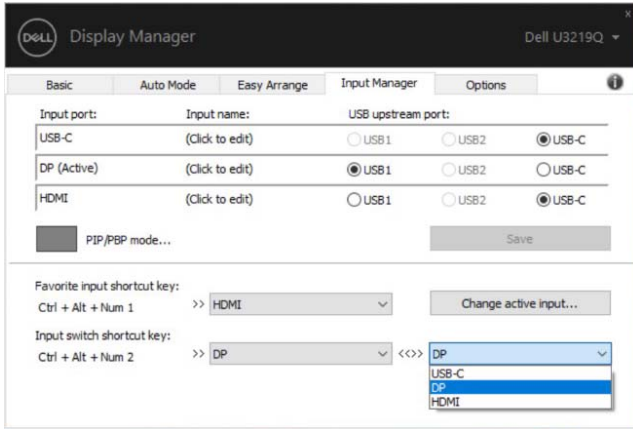 DELL Display Manager Dell U3219Q
x
Basic Auto Mode Easy Arrange Input Manager Options i
Input port: Input name: USB upstream port:
USB-C (Click to edit) USB1 USB2 USB-C
DP (Active) (Click to edit) USB1 USB2 USB-C
HDMI (Click to edit) USB1 USB2 USB-C
PIP/PBP mode... Save
Favorite input shortcut key:
Ctrl + Alt + Num 1 >> HDMI Change active input...
Input switch shortcut key:
Ctrl + Alt + Num 2 >> DP <<>> DP
USB-C
DP
HDMI